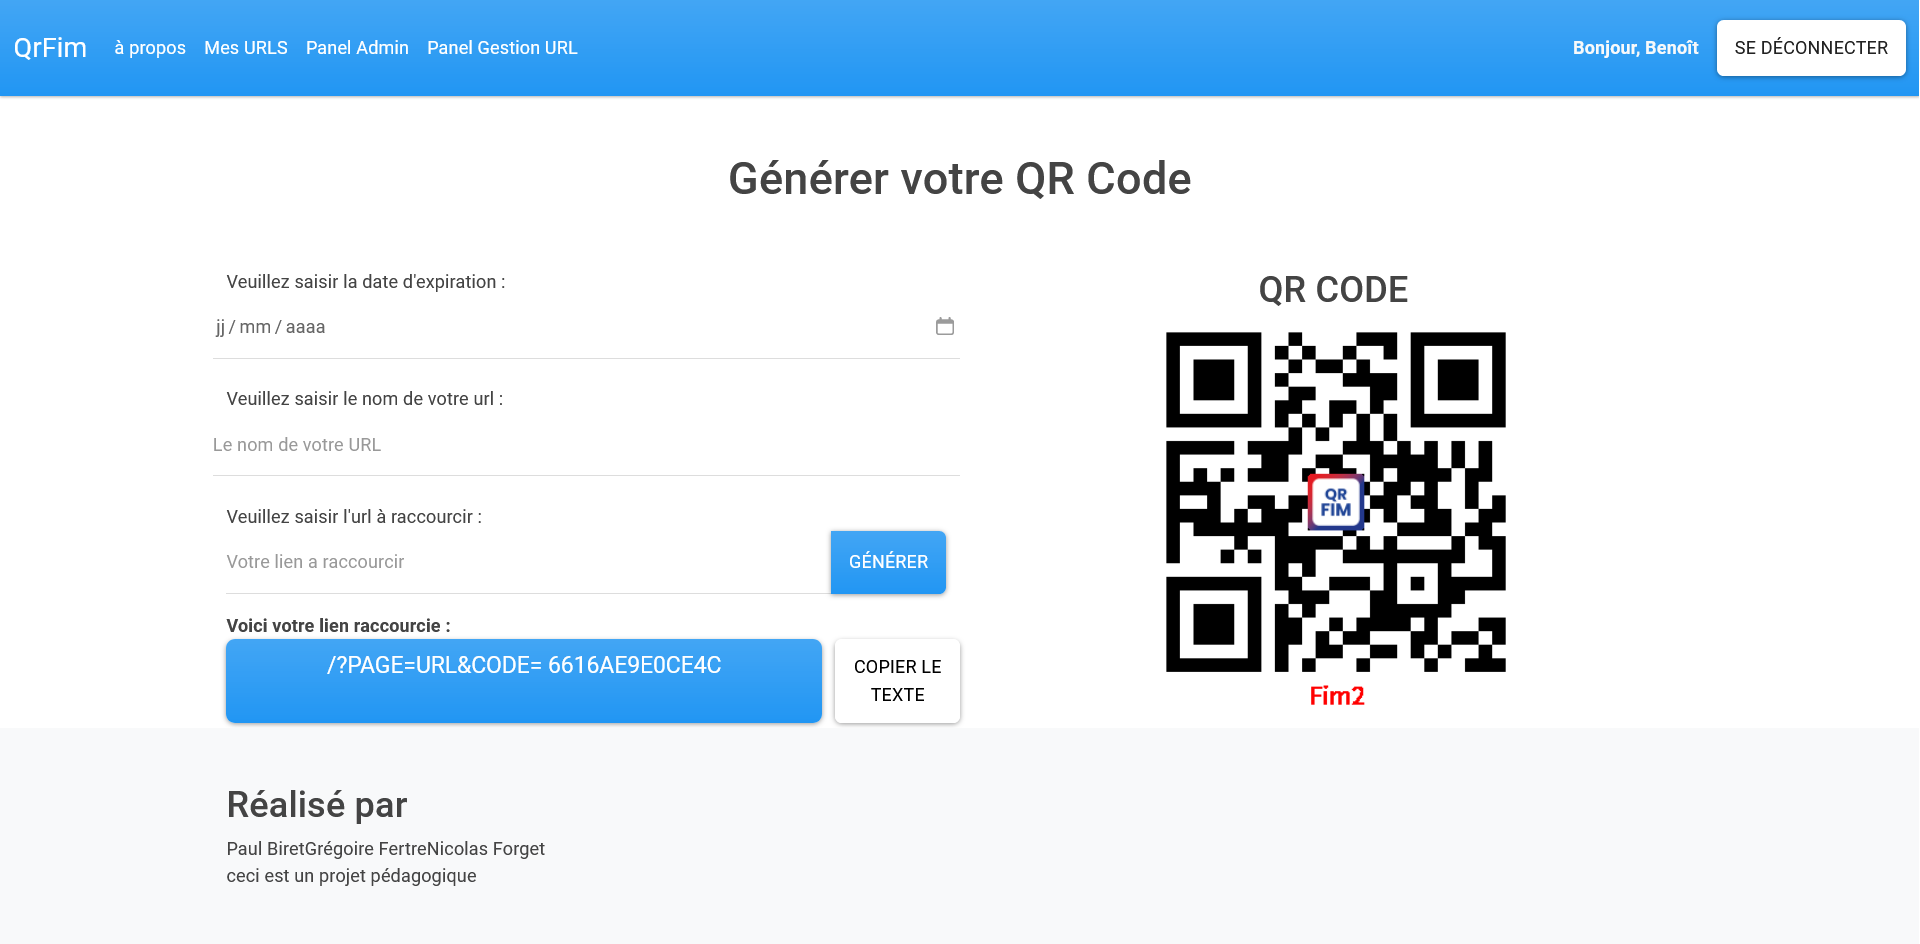 QrFim à propos Mes URLS Panel Admin Panel Gestion URL Bonjour, Benoît SE DÉCONNECTER
Générer votre QR Code
Veuillez saisir la date d'expiration :
jj / mm / aaaa
Veuillez saisir le nom de votre url :
Le nom de votre URL
Veuillez saisir l'url à raccourcir :
Votre lien a raccourcir GÉNÉRER
Voici votre lien raccourcie :
/?PAGE=URL&CODE= 6616AE9E0CE4C
COPIER LE
TEXTE
QR CODE
QR
FIM
Fim2
Réalisé par
Paul BiretGrégoire FertreNicolas Forget
ceci est un projet pédagogique